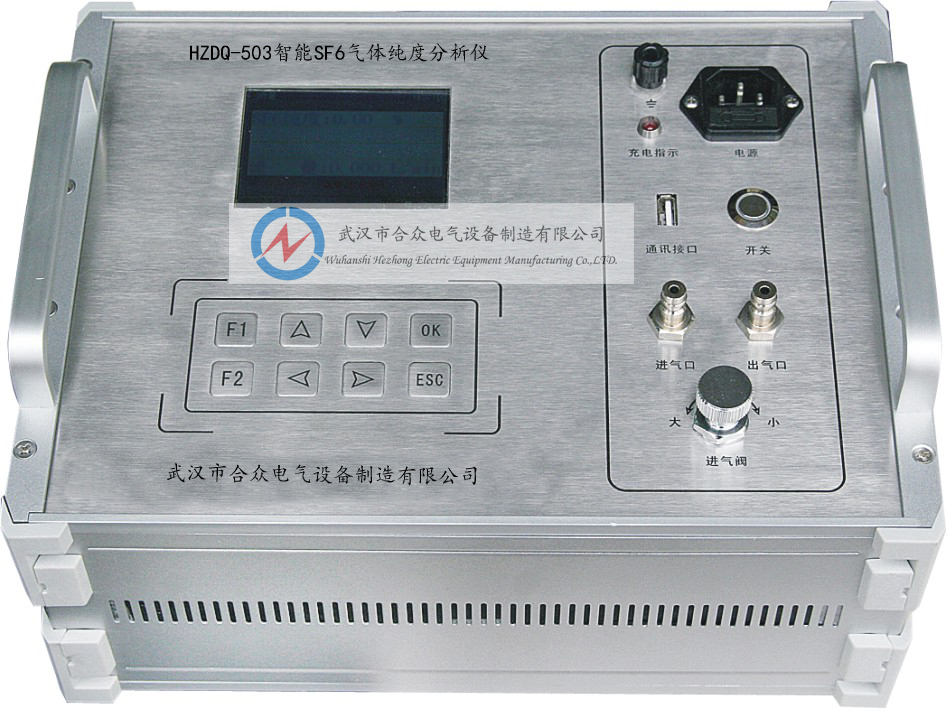 HZDQ-503智能SF6气体纯度分析仪
充电指示
电源
通讯接口
开关
武汉市合众电气设备制造有限公司
Wuhanshi Hezhong Electric Equipment Manufacturing Co.,LTD.
F1
OK
F2
ESC
进气口
出气口
大
小
进气阀
武汉市合众电气设备制造有限公司